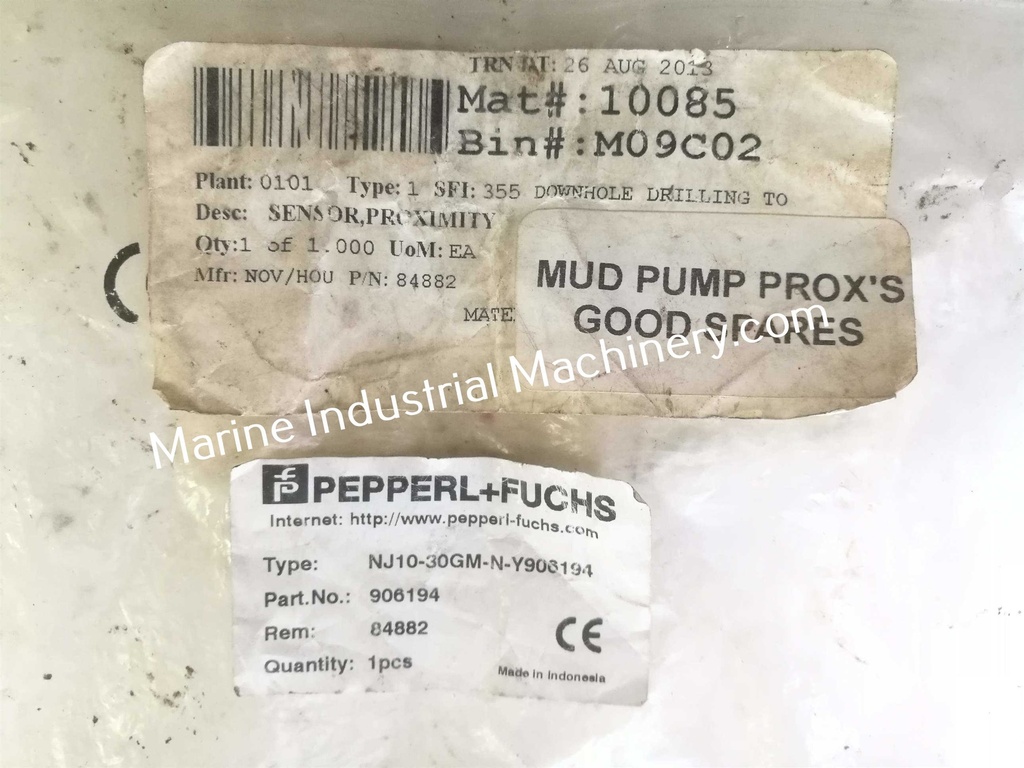 TRN DT: 26 AUG 2013
Mat#:10085
Bin#:M09C02
Plant: 0101 Type: 1 SFI: 355 DOWNHOLE DRILLING TO
Desc: SENSOR,PROXIMITY
Qty:1 of 1.000 UoM: EA
Mfr: NOV/HOU P/N: 84882
MATE
MUD PUMP PROX'S
GOOD SPARES
Marine Industrial Machinery.com
PEPPERL+FUCHS
Internet: http://www.pepperl-fuchs.com
Type: NJ10-30GM-N-Y906194
Part.No.: 906194
Rem: 84882
Quantity: 1pcs
CE
Made in Indonesia